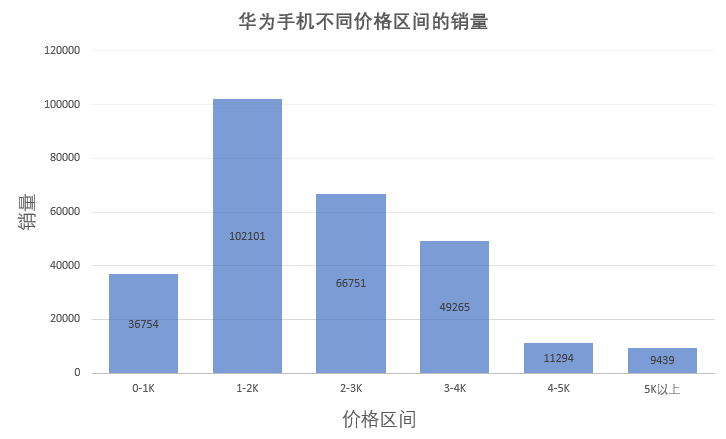 华为手机不同价格区间的销量
120000
100000
80000
60000
40000
20000
0
销量
36754
102101
66751
49265
11294
9439
0-1K
1-2K
2-3K
3-4K
4-5K
5K以上
价格区间